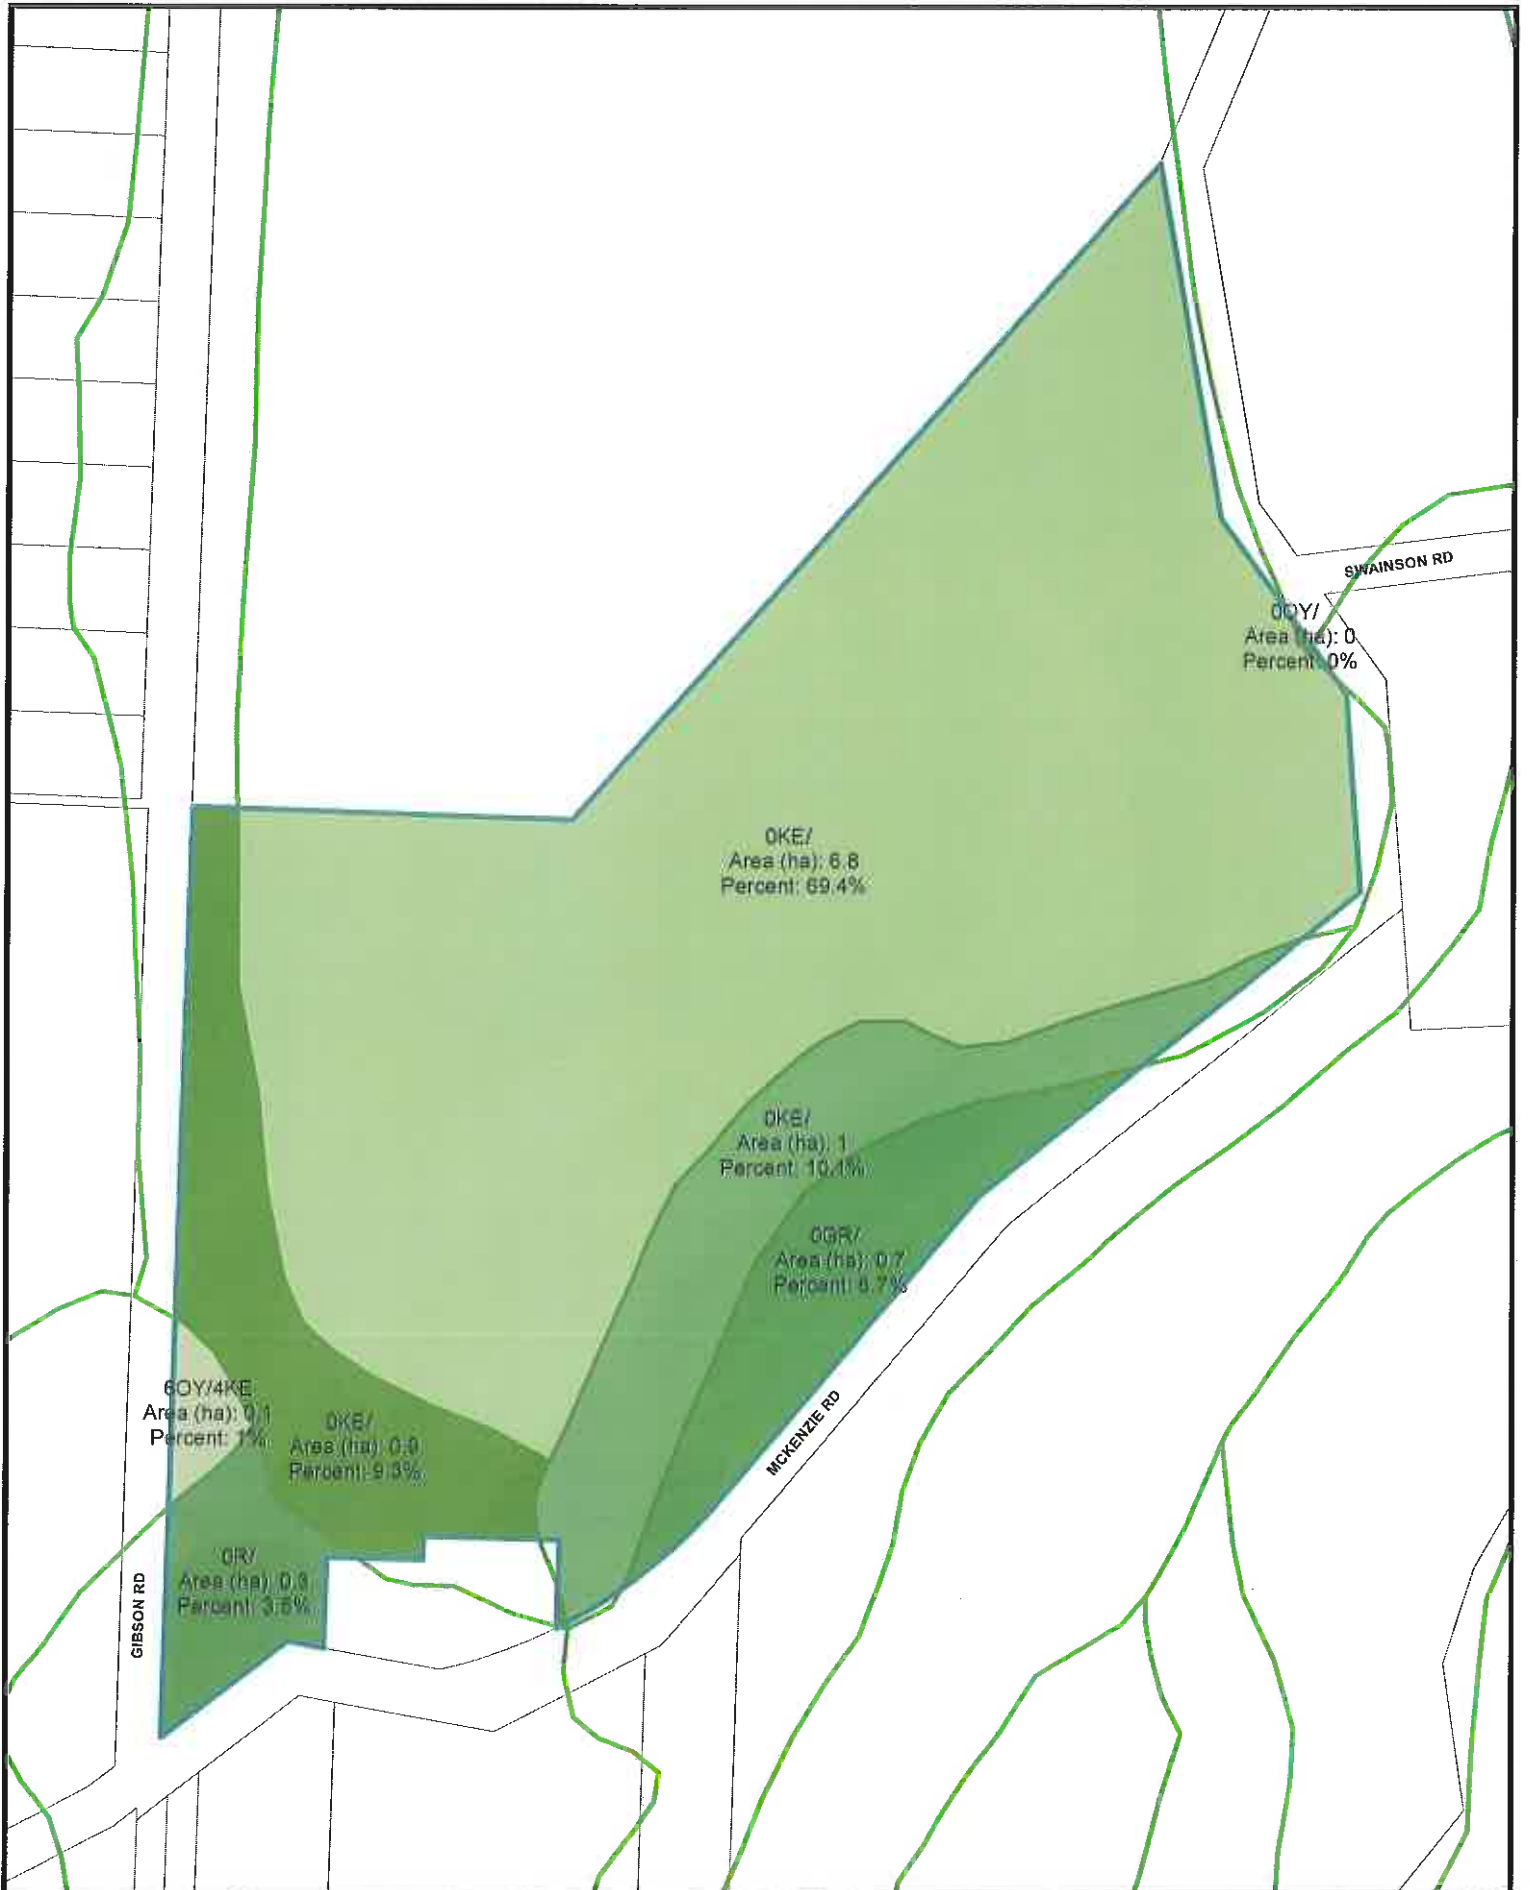 SWAINSON RD
0OY/
Area (ha): 0
Percent: 0%
0KE/
Area (ha): 6.8
Percent: 69.4%
0KE/
Area (ha): 1
Percent: 10.1%
0GR/
Area (ha): 0.7
Percent: 6.7%
6OY/4KE
Area (ha): 0.1
Percent: 1%
0KE/
Area (ha): 0.9
Percent: 9.3%
MCKENZIE RD
0R/
Area (ha): 0.3
Percent: 3.5%
GIBSON RD